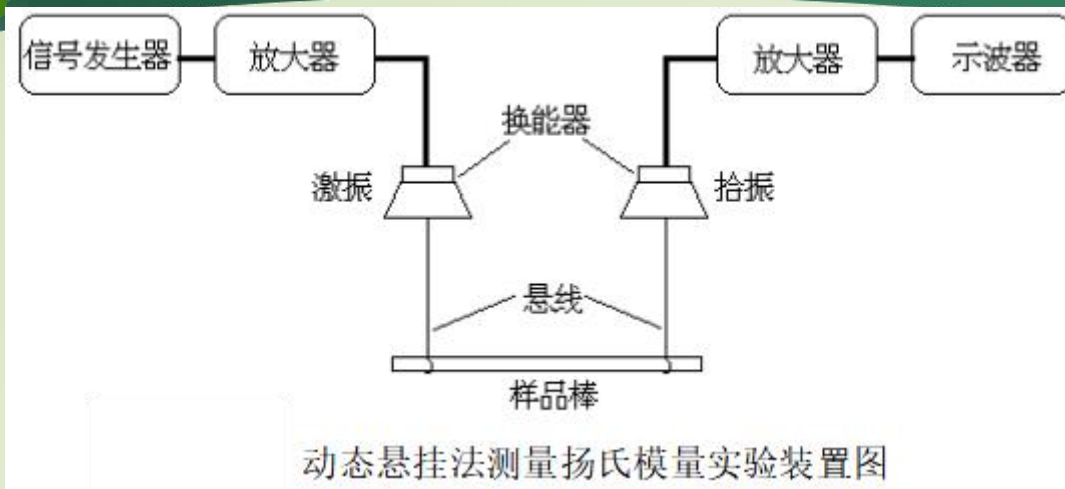 信号发生器
放大器
放大器
示波器
换能器
激振
拾振
悬线
样品棒
动态悬挂法测量扬氏模量实验装置图